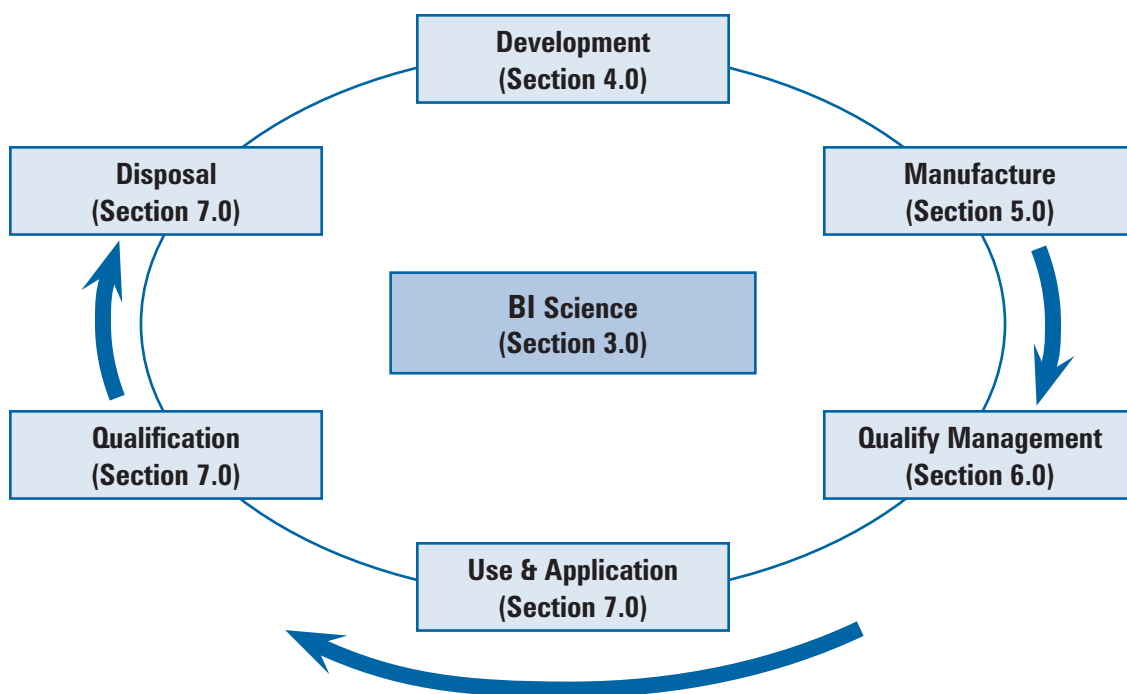 Development
(Section 4.0)
Disposal
(Section 7.0)
Manufacture
(Section 5.0)
BI Science
(Section 3.0)
Qualification
(Section 7.0)
Qualify Management
(Section 6.0)
Use & Application
(Section 7.0)